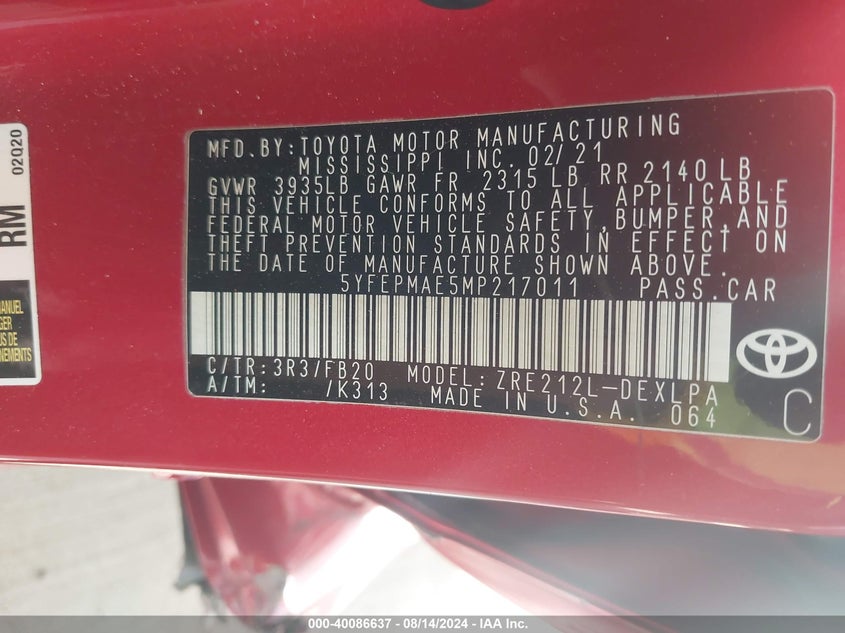 MFD. BY: TOYOTA MOTOR MANUFACTURING
MISSISSIPPI INC. 02/21
GVWR 3935LB GAWR FR 2315 LB RR 2140 LB
THIS VEHICLE CONFORMS TO ALL APPLICABLE
FEDERAL MOTOR VEHICLE SAFETY, BUMPER, AND
THEFT PREVENTION STANDARDS IN EFFECT ON
THE DATE OF MANUFACTURE SHOWN ABOVE.
5YFEPMAE5MP217011 PASS. CAR
C/TR: 3R3/FB20 MODEL: ZRE212L-DEXLPA
A/TM: /K313 MADE IN U.S.A. 064
C
02Q20
RM
000-40086637 - 08/14/2024 - IAA Inc.